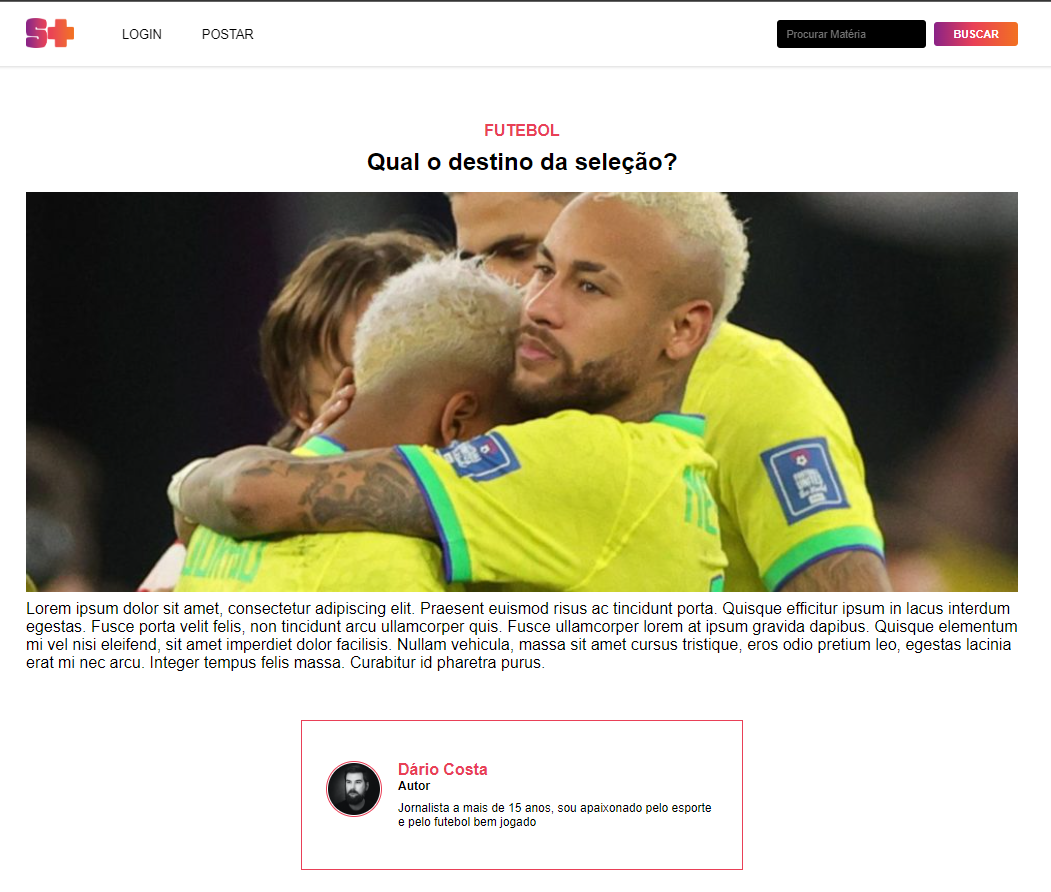 S+
LOGIN
POSTAR
Procurar Matéria
BUSCAR
FUTEBOL
Qual o destino da seleção?
Lorem ipsum dolor sit amet, consectetur adipiscing elit. Praesent euismod risus ac tincidunt porta. Quisque efficitur ipsum in lacus interdum
egestas. Fusce porta velit felis, non tincidunt arcu ullamcorper quis. Fusce ullamcorper lorem at ipsum gravida dapibus. Quisque elementum
mi vel nisi eleifend, sit amet imperdiet dolor facilisis. Nullam vehicula, massa sit amet cursus tristique, eros odio pretium leo, egestas lacinia
erat mi nec arcu. Integer tempus felis massa. Curabitur id pharetra purus.
Dário Costa
Autor
Jornalista a mais de 15 anos, sou apaixonado pelo esporte
e pelo futebol bem jogado